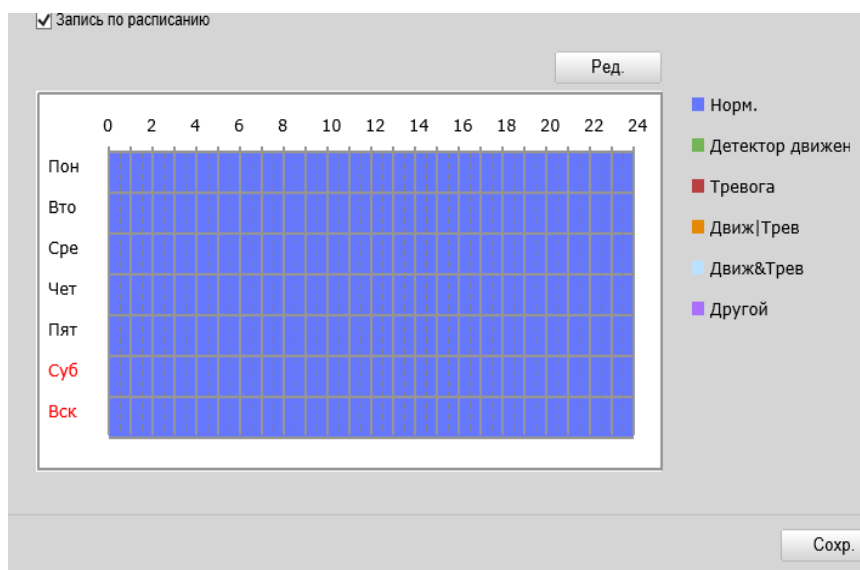 Запись по расписанию
Ред.
0 2 4 6 8 10 12 14 16 18 20 22 24
Пон
Вто
Сре
Чет
Пят
Суб
Вск
Норм.
Детектор движен
Тревога
Движ|Трев
Движ&Трев
Другой
Сохр.